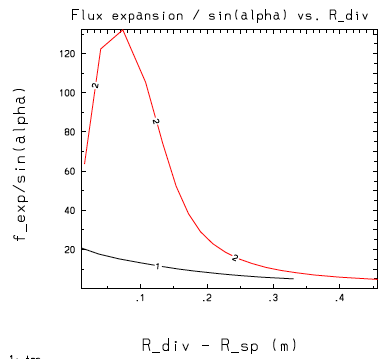 Flux expansion / sin(alpha) vs. R_div
f_exp/sin(alpha)
120
100
80
60
40
20
2
2
2
1
.1 .2 .3 .4
R_div - R_sp (m)